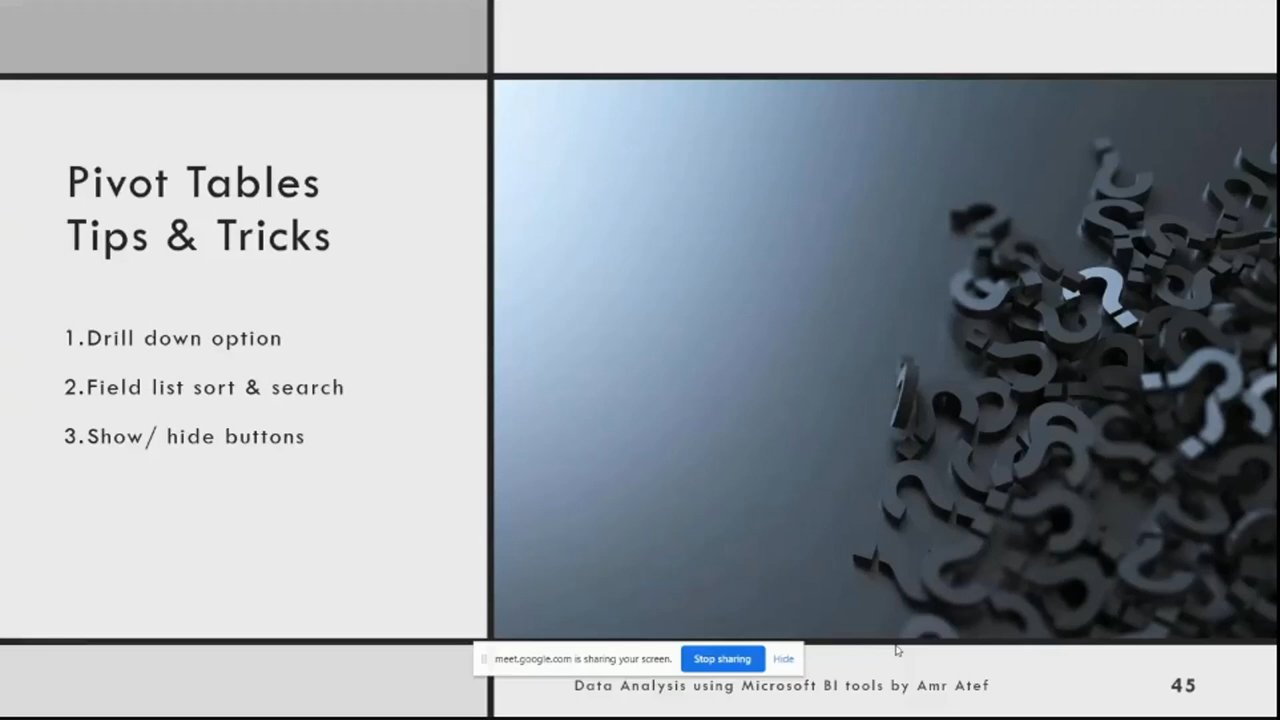 Pivot Tables
Tips & Tricks
1.Drill down option
2.Field list sort & search
3.Show/ hide buttons
meet.google.com is sharing your screen.
Stop sharing
Hide
Data Analysis using Microsoft BI tools by Amr Atef
45